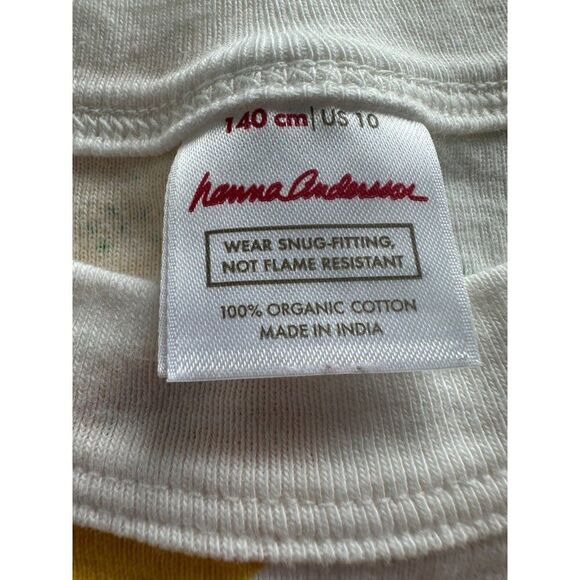 140 cm | US 10
hanna andersson
WEAR SNUG-FITTING,
NOT FLAME RESISTANT
100% ORGANIC COTTON
MADE IN INDIA